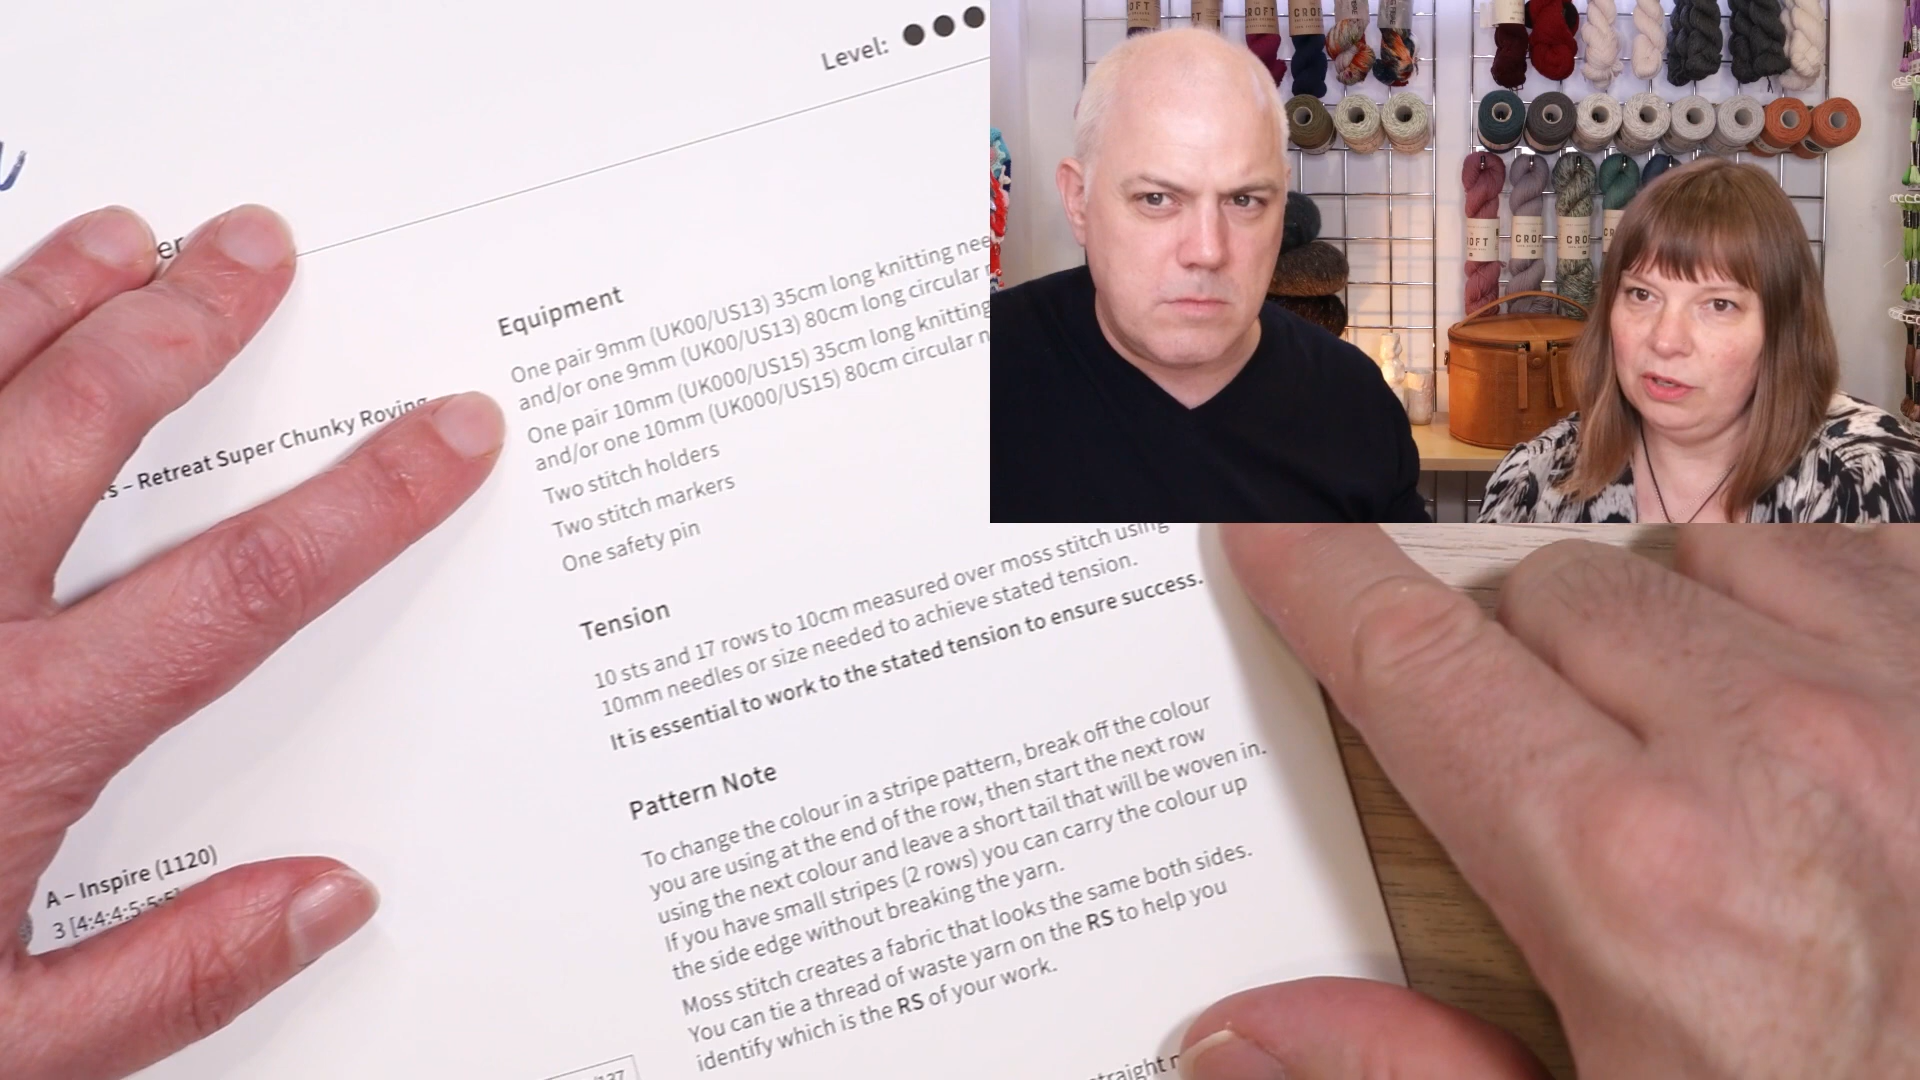 Level:
Equipment
One pair 9mm (UK00/US13) 35cm long knitting
and/or one 9mm (UK00/US13) 80cm long circular
One pair 10mm (UK000/US15) 35cm long knitting
and/or one 10mm (UK000/US15) 80cm circular
Two stitch holders
Two stitch markers
One safety pin
– Retreat Super Chunky Roving
Tension
10 sts and 17 rows to 10cm measured over moss stitch using
10mm needles or size needed to achieve stated tension.
It is essential to work to the stated tension to ensure success.
Pattern Note
To change the colour in a stripe pattern, break off the colour
you are using at the end of the row, then start the next row
using the next colour and leave a short tail that will be woven in.
If you have small stripes (2 rows) you can carry the colour up
the side edge without breaking the yarn.
Moss stitch creates a fabric that looks the same both sides.
You can tie a thread of waste yarn on the RS to help you
identify which is the RS of your work.
A – Inspire (1120)
3 [4:4:4:5:5:5]
CROFT
CROFT
CROFT
CROFT